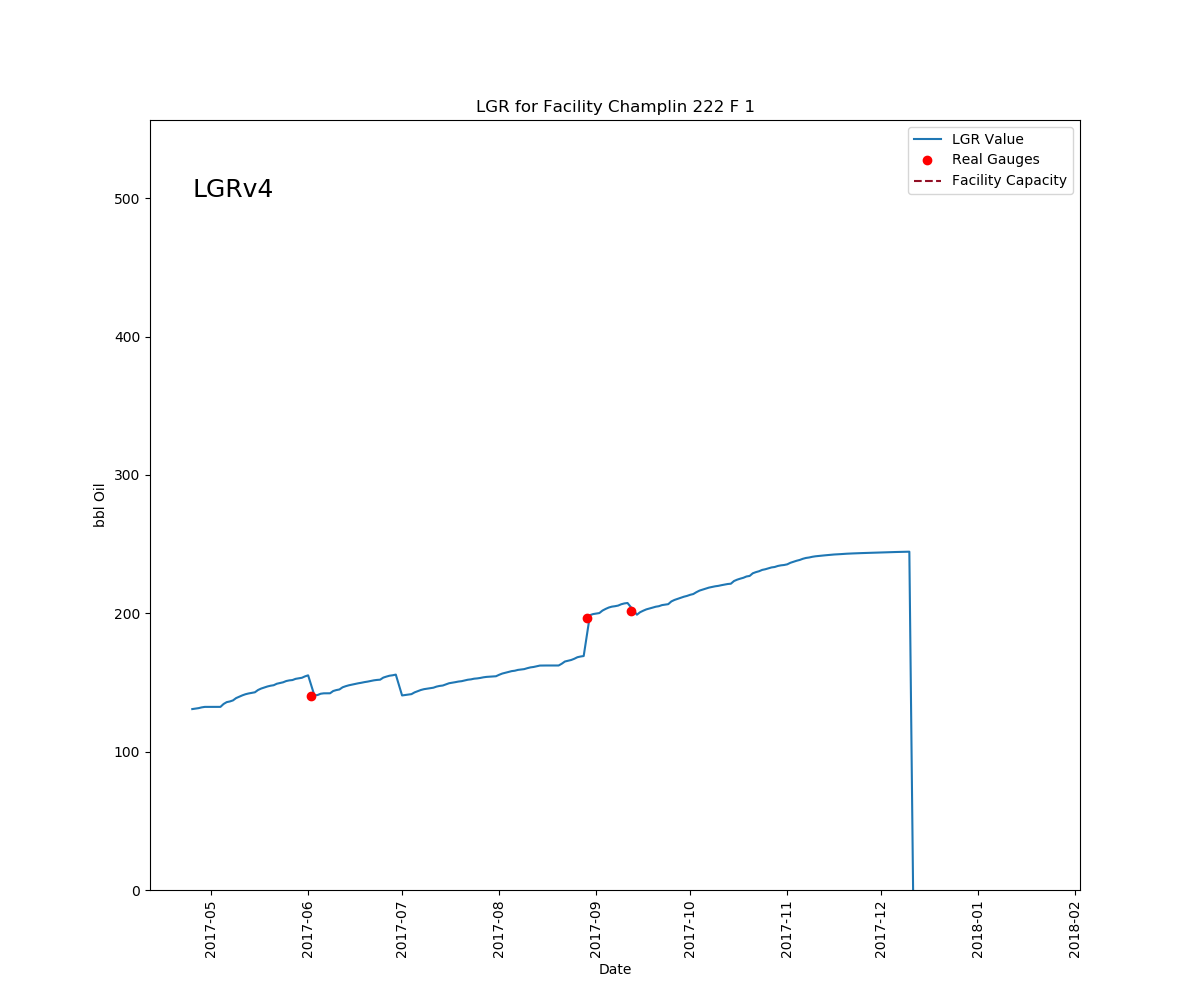 LGR for Facility Champlin 222 F 1
LGRv4
LGR Value
Real Gauges
Facility Capacity
500
400
300
200
100
0
bbl Oil
2017-05
2017-06
2017-07
2017-08
2017-09
2017-10
2017-11
2017-12
2018-01
2018-02
Date